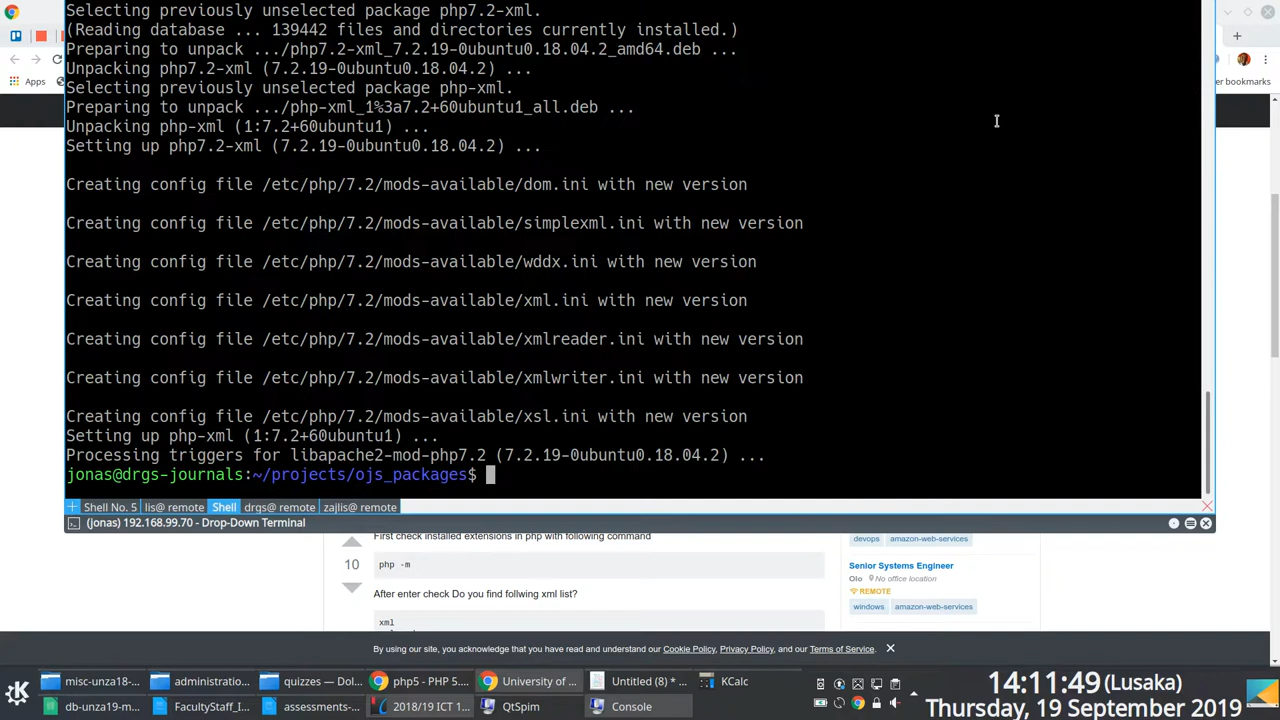 Selecting previously unselected package php7.2-xml.
(Reading database ... 139442 files and directories currently installed.)
Preparing to unpack .../php7.2-xml_7.2.19-0ubuntu0.18.04.2_amd64.deb ...
Unpacking php7.2-xml (7.2.19-0ubuntu0.18.04.2) ...
Selecting previously unselected package php-xml.
Apps
er bookmarks
Preparing to unpack .../php-xml_1%3a7.2+60ubuntu1_all.deb ...
Unpacking php-xml (1:7.2+60ubuntu1) ...
Setting up php7.2-xml (7.2.19-0ubuntu0.18.04.2) ...
Creating config file /etc/php/7.2/mods-available/dom.ini with new version
Creating config file /etc/php/7.2/mods-available/simplexml.ini with new version
Creating config file /etc/php/7.2/mods-available/wddx.ini with new version
Creating config file /etc/php/7.2/mods-available/xml.ini with new version
Creating config file /etc/php/7.2/mods-available/xmlreader.ini with new version
Creating config file /etc/php/7.2/mods-available/xmlwriter.ini with new version
Creating config file /etc/php/7.2/mods-available/xsl.ini with new version
Setting up php-xml (1:7.2+60ubuntu1) ...
Processing triggers for libapache2-mod-php7.2 (7.2.19-0ubuntu0.18.04.2) ...
jonas@drgs-journals:~/projects/ojs_packages$
Shell No. 5 lis@ remote Shell drgs@ remote zajlis@ remote
(jonas) 192.168.99.70 - Drop-Down Terminal
First check installed extensions in php with following command
10
php -m
After enter check Do you find follwing xml list?
xml
devops amazon-web-services
Senior Systems Engineer
Olo No office location
REMOTE
windows amazon-web-services
By using our site, you acknowledge that you have read and understand our Cookie Policy, Privacy Policy, and our Terms of Service.
misc-unza18-... administratio... quizzes — Dol... php5 - PHP 5.... University of ... Untitled (8) * ... KCalc
db-unza19-m... FacultyStaff_I... assessments-... 2018/19 ICT 1... QtSpim Console
14:11:49 (Lusaka)
Thursday, 19 September 2019